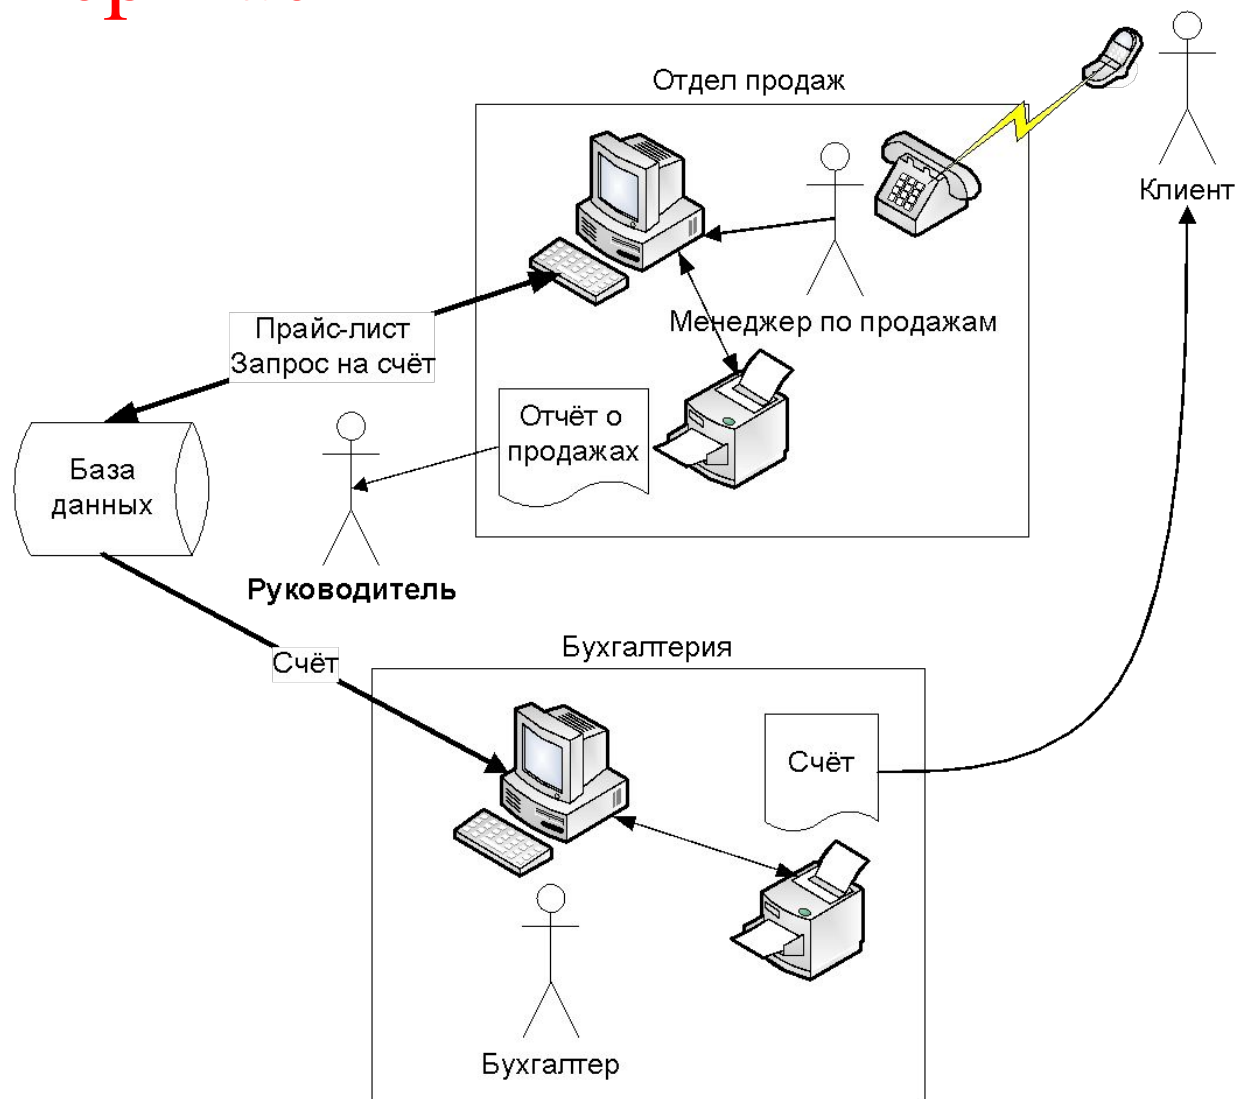 Отдел продаж
Клиент
Менеджер по продажам
Прайс-лист
Запрос на счёт
Отчёт о
продажах
База
данных
Руководитель
Счёт
Бухгалтерия
Счёт
Бухгалтер